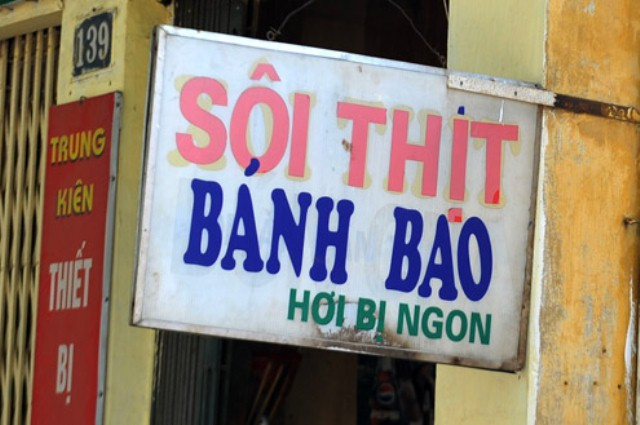 139
TRUNG
KIÊN
THIẾT
BỊ
SÔI THỊT
BÁNH BAO
HƠI BỊ NGON